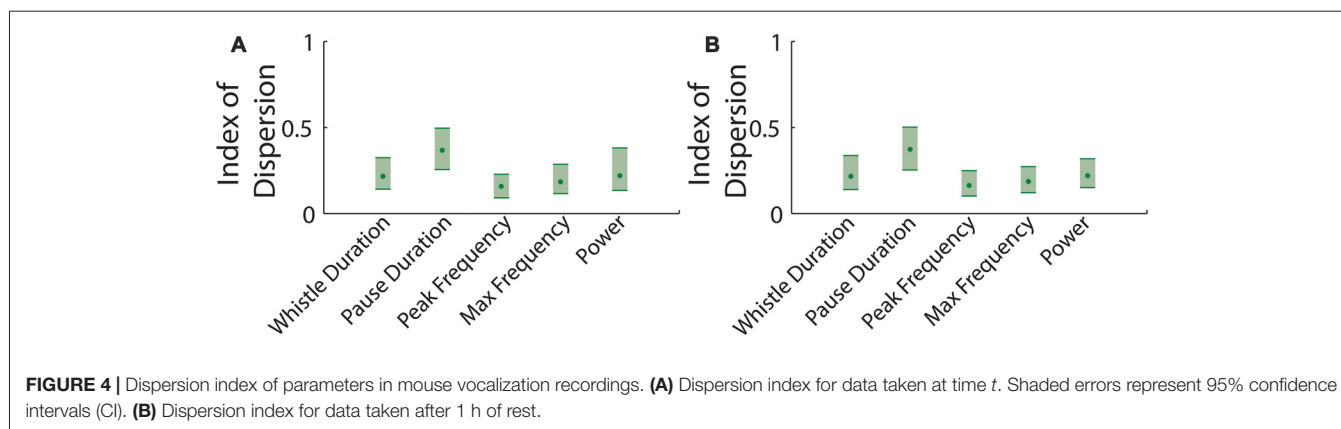 A
1
0.5
0
Index of
Dispersion
Whistle Duration
Pause Duration
Peak Frequency
Max Frequency
Power
B
1
0.5
0
Index of
Dispersion
Whistle Duration
Pause Duration
Peak Frequency
Max Frequency
Power
FIGURE 4 | Dispersion index of parameters in mouse vocalization recordings. (A) Dispersion index for data taken at time t. Shaded errors represent 95% confidence
intervals (CI). (B) Dispersion index for data taken after 1 h of rest.